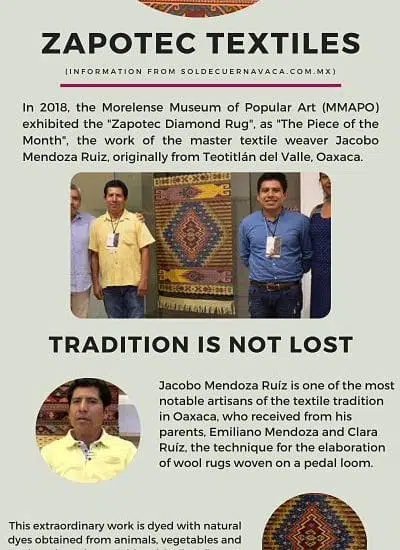 ZAPOTEC TEXTILES
(INFORMATION FROM SOLDECUERNAVACA.COM.MX)
In 2018, the Morelense Museum of Popular Art (MMAPO)
exhibited the "Zapotec Diamond Rug", as "The Piece of the
Month", the work of the master textile weaver Jacobo
Mendoza Ruiz, originally from Teotitlán del Valle, Oaxaca.
TRADITION IS NOT LOST
Jacobo Mendoza Ruíz is one of the most
notable artisans of the textile tradition
in Oaxaca, who received from his
parents, Emiliano Mendoza and Clara
Ruíz, the technique for the elaboration
of wool rugs woven on a pedal loom.
This extraordinary work is dyed with natural
dyes obtained from animals, vegetables and